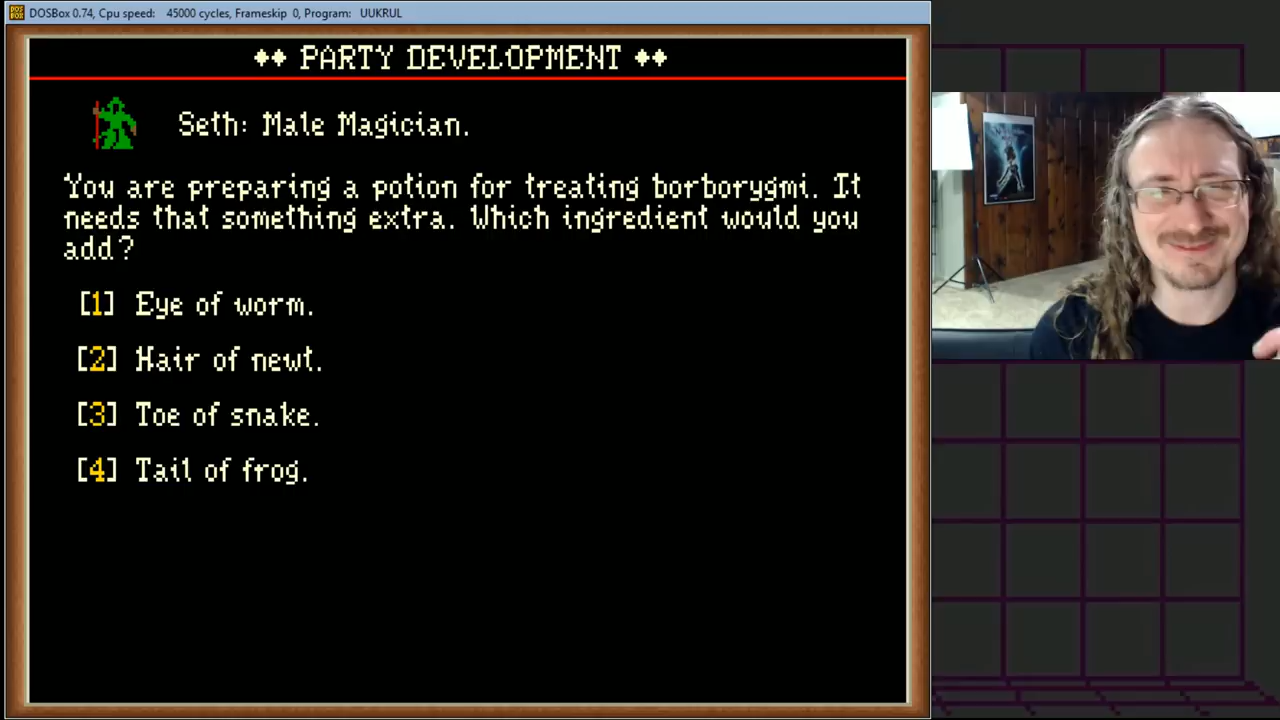 DOSBox 0.74, Cpu speed: 45000 cycles, Frameskip 0, Program: UUKRUL
PARTY DEVELOPMENT
Seth: Male Magician.
You are preparing a potion for treating borborygmi. It
needs that something extra. Which ingredient would you
add?
[1] Eye of worm.
[2] Hair of newt.
[3] Toe of snake.
[4] Tail of frog.